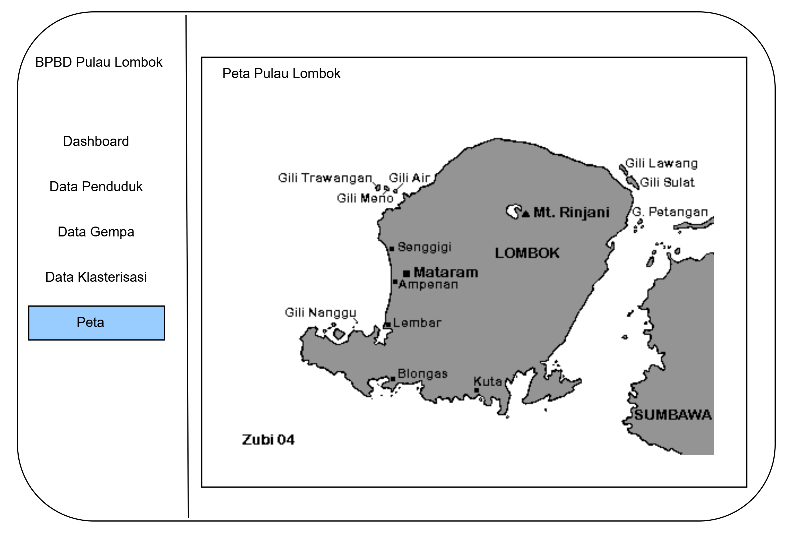 BPBD Pulau Lombok
Dashboard
Data Penduduk
Data Gempa
Data Klasterisasi
Peta
Peta Pulau Lombok
Gili Lawang
Gili Trawangan
Gili Air
Gili Sulat
Gili Meno
Mt. Rinjani
G. Petangan
Senggigi
LOMBOK
Mataram
Ampenan
Gili Nanggu
Lembar
Blongas
Kuta
SUMBAWA
Zubi 04